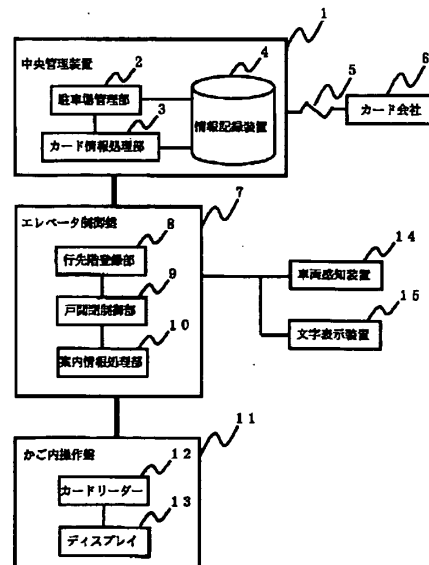 1
中央管理装置
2
4
5
6
駐車場管理部
3
情報記録装置
カード会社
カード情報処理部
7
エレベータ制御盤
8
行先階登録部
14
9
車両感知装置
戸開閉制御部
15
10
文字表示装置
案内情報処理部
11
かご内操作盤
12
カードリーダー
13
ディスプレイ